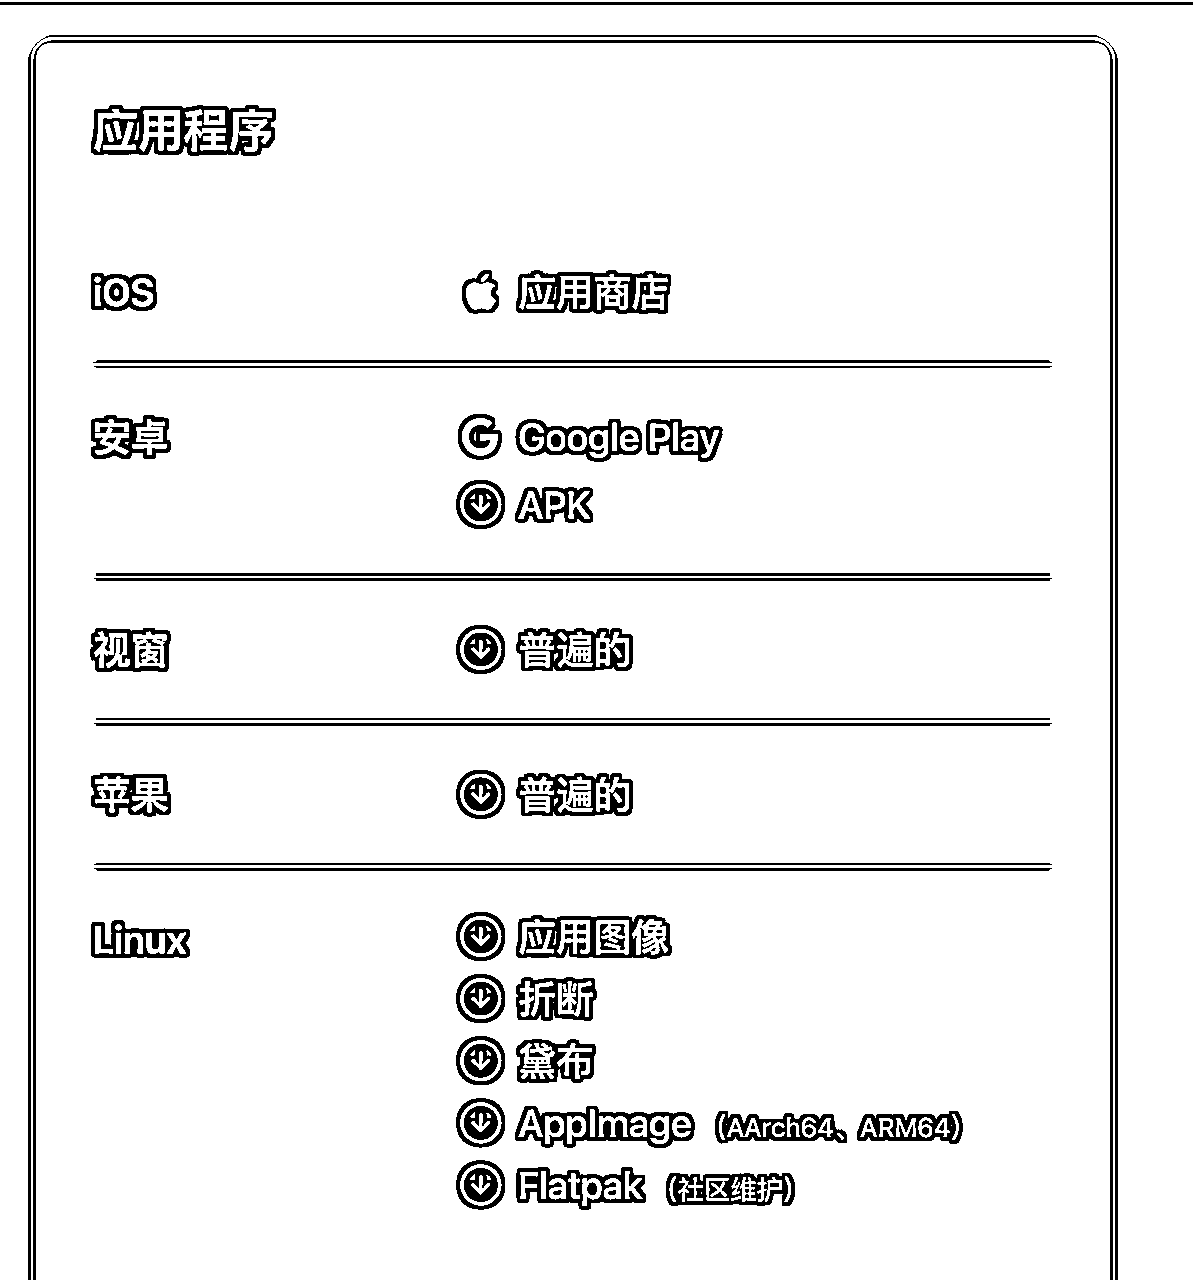 应用程序
iOS 应用商店
安卓 Google Play
APK
视窗 普遍的
苹果 普遍的
Linux 应用图像
折断
黛布
AppImage (AArch64、ARM64)
Flatpak (社区维护)